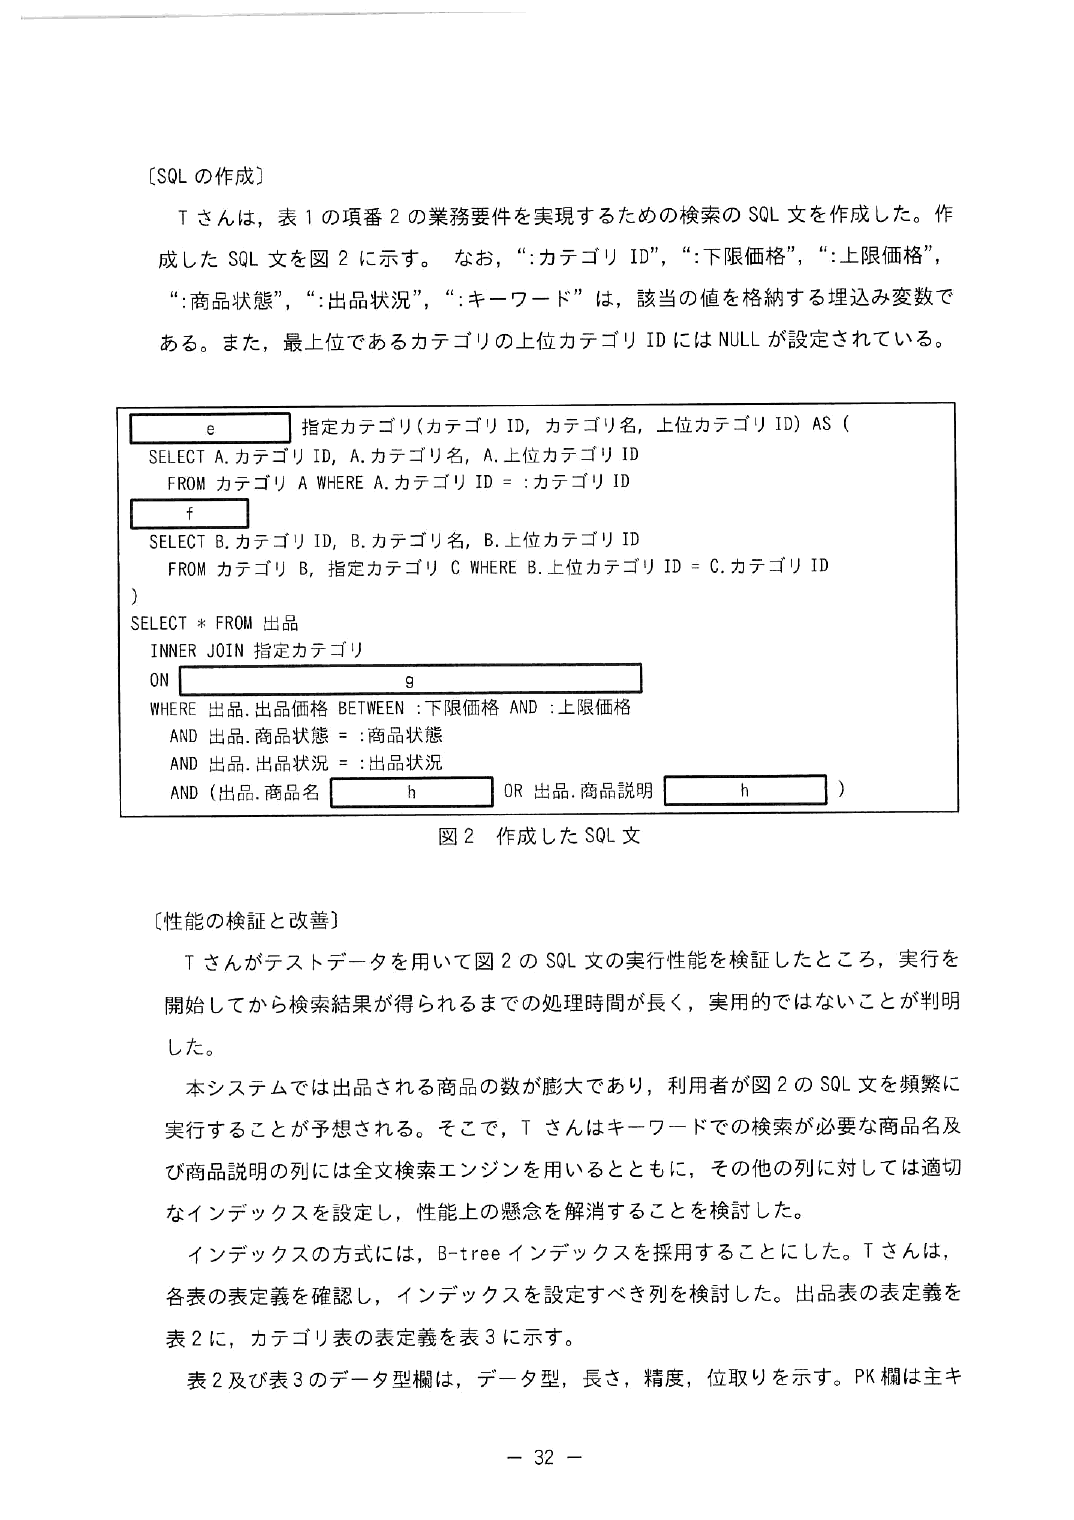 〔SQL の作成〕
T さんは，表 1 の項番 2 の業務要件を実現するための検索の SQL 文を作成した。作
成した SQL 文を図 2 に示す。 なお，“:カテゴリ ID”，“:下限価格”，“:上限価格”，
“:商品状態”，“:出品状況”，“:キーワード” は，該当の値を格納する埋込み変数で
ある。また，最上位であるカテゴリの上位カテゴリ ID には NULL が設定されている。
e 指定カテゴリ(カテゴリ ID, カテゴリ名, 上位カテゴリ ID) AS (
SELECT A.カテゴリ ID, A.カテゴリ名, A.上位カテゴリ ID
FROM カテゴリ A WHERE A.カテゴリ ID = :カテゴリ ID
f
SELECT B.カテゴリ ID, B.カテゴリ名, B.上位カテゴリ ID
FROM カテゴリ B, 指定カテゴリ C WHERE B.上位カテゴリ ID = C.カテゴリ ID
)
SELECT * FROM 出品
INNER JOIN 指定カテゴリ
ON g
WHERE 出品.出品価格 BETWEEN :下限価格 AND :上限価格
AND 出品.商品状態 = :商品状態
AND 出品.出品状況 = :出品状況
AND (出品.商品名 h OR 出品.商品説明 h )
図 2 作成した SQL 文
〔性能の検証と改善〕
T さんがテストデータを用いて図 2 の SQL 文の実行性能を検証したところ，実行を
開始してから検索結果が得られるまでの処理時間が長く，実用的ではないことが判明
した。
本システムでは出品される商品の数が膨大であり，利用者が図 2 の SQL 文を頻繁に
実行することが予想される。そこで，T さんはキーワードでの検索が必要な商品名及
び商品説明の列には全文検索エンジンを用いるとともに，その他の列に対しては適切
なインデックスを設定し，性能上の懸念を解消することを検討した。
インデックスの方式には，B-tree インデックスを採用することにした。T さんは，
各表の表定義を確認し，インデックスを設定すべき列を検討した。出品表の表定義を
表 2 に，カテゴリ表の表定義を表 3 に示す。
表 2 及び表 3 のデータ型欄は，データ型，長さ，精度，位取りを示す。PK 欄は主キ
－ 32 －